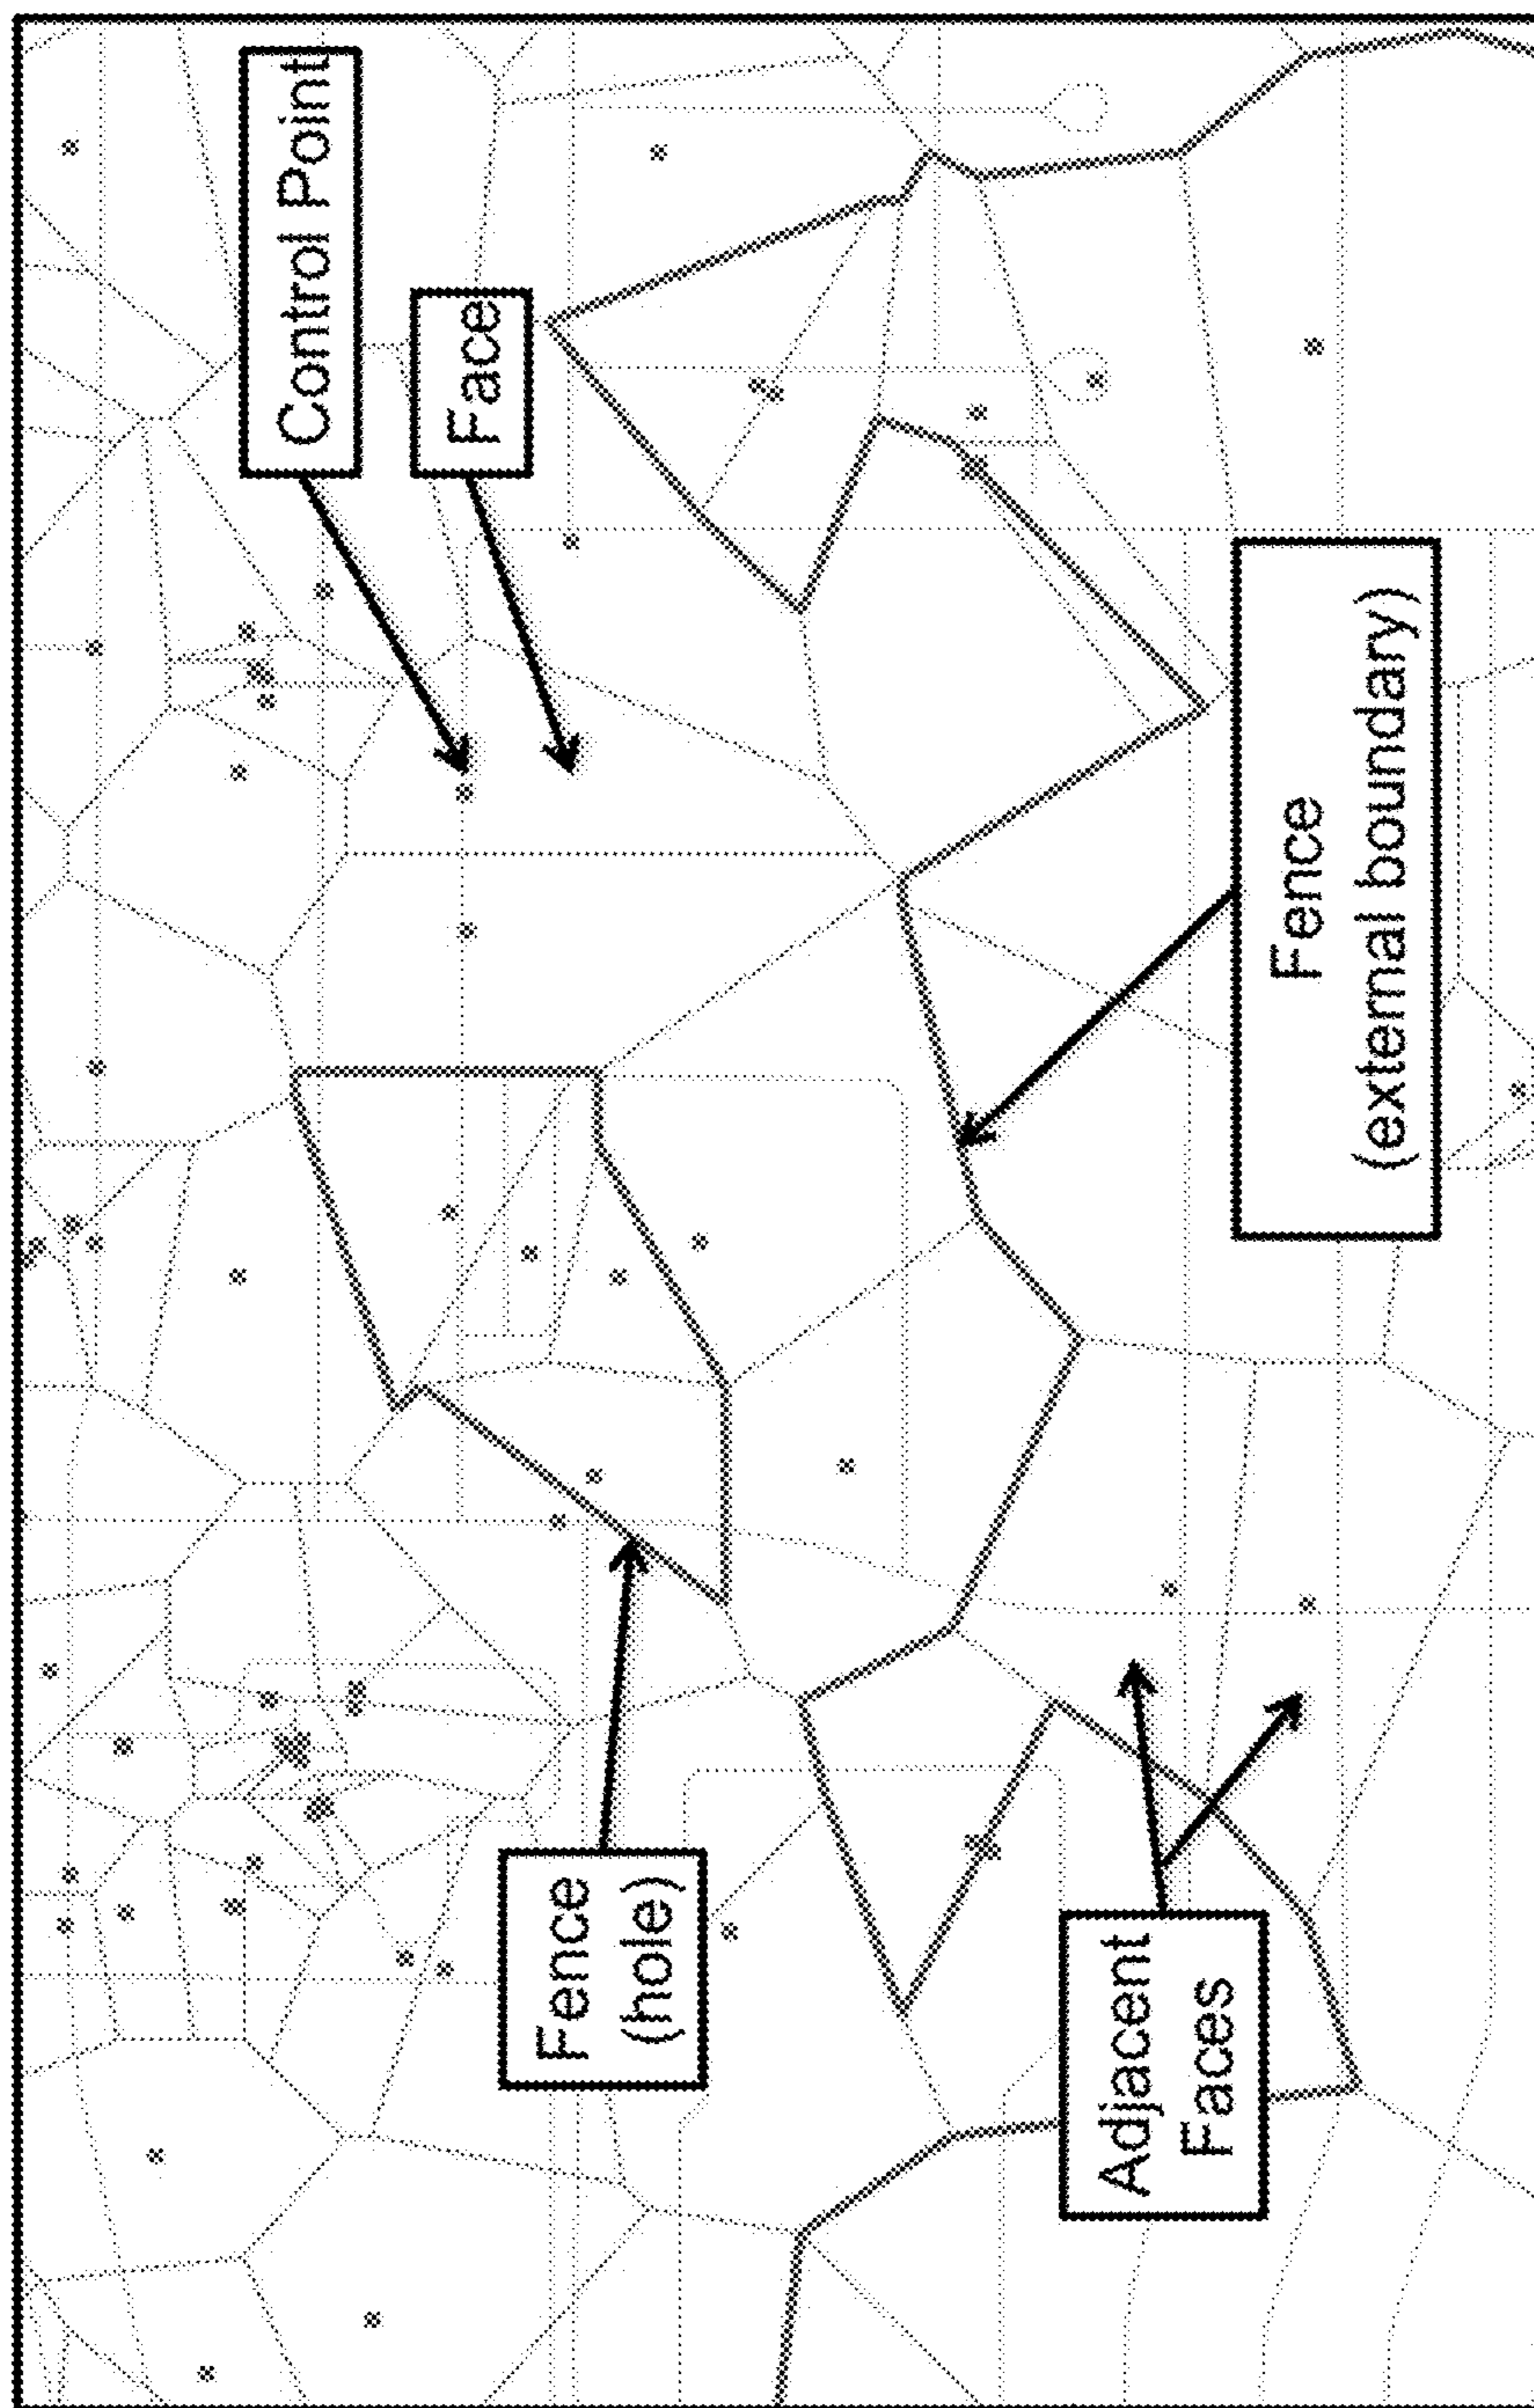 Control Point
Face
Fence
(hole)
Fence
(external boundary)
Adjacent
Faces